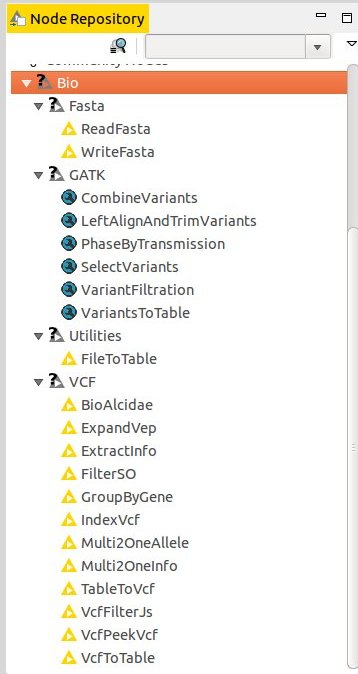 Node Repository
Bio
Fasta
ReadFasta
WriteFasta
GATK
CombineVariants
LeftAlignAndTrimVariants
PhaseByTransmission
SelectVariants
VariantFiltration
VariantsToTable
Utilities
FileToTable
VCF
BioAlcidae
ExpandVep
ExtractInfo
FilterSO
GroupByGene
IndexVcf
Multi2OneAllele
Multi2OneInfo
TableToVcf
VcfFilterJs
VcfPeekVcf
VcfToTable